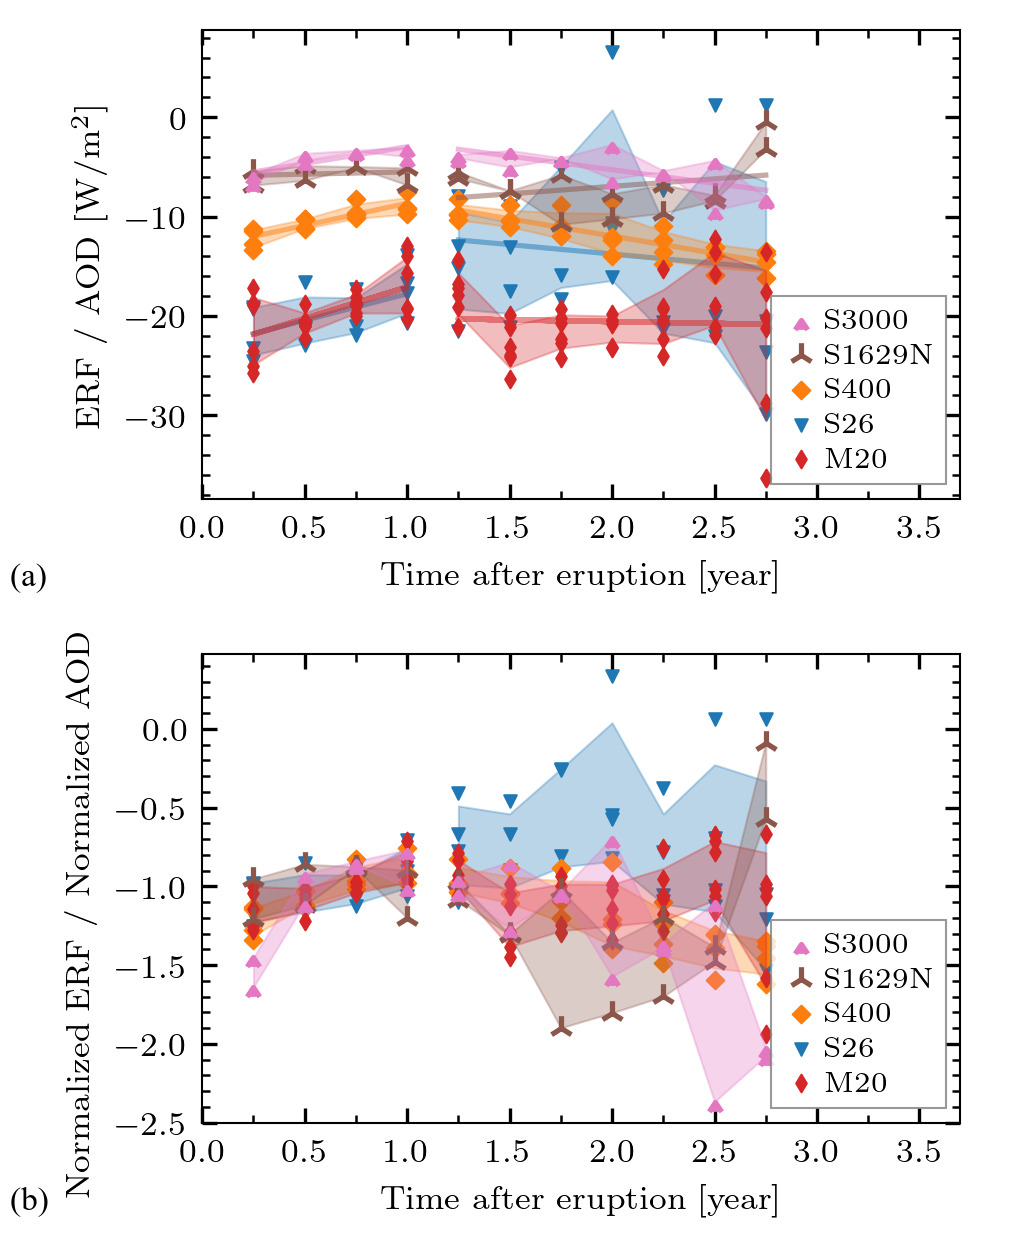 ERF / AOD [W/m²]
0
−10
−20
−30
S3000
S1629N
S400
S26
M20
0.0 0.5 1.0 1.5 2.0 2.5 3.0 3.5
Time after eruption [year]
(a)
Normalized ERF / Normalized AOD
0.0
−0.5
−1.0
−1.5
−2.0
−2.5
S3000
S1629N
S400
S26
M20
0.0 0.5 1.0 1.5 2.0 2.5 3.0 3.5
Time after eruption [year]
(b)